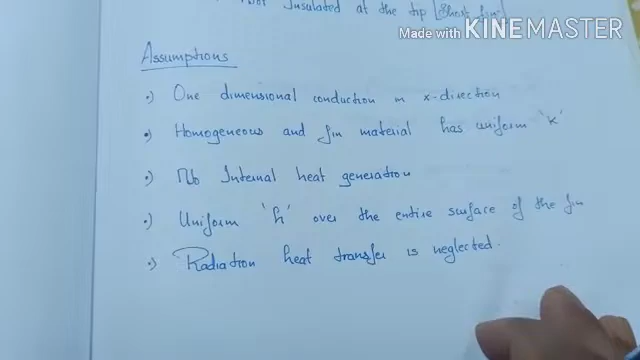 Not Insulated at the tip [Short fin]
Made with KINEMASTER
Assumptions
•) One dimensional conduction in x-direction
•) Homogeneous and fin material has uniform 'K'
•) No Internal heat generation
•) Uniform 'h' over the entire surface of the fin
•) Radiation heat transfer is neglected.